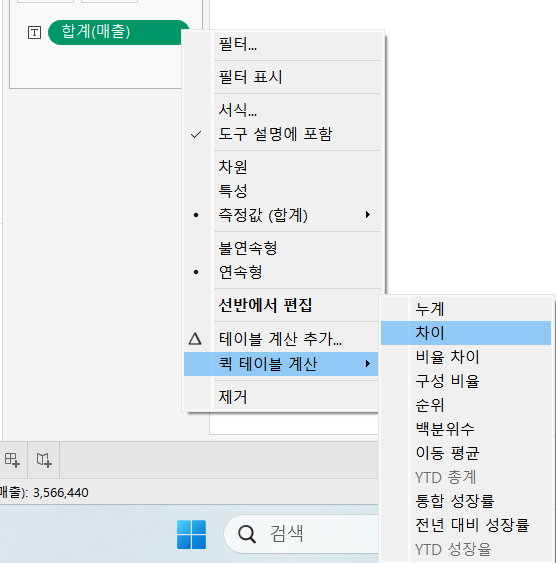 T 합계(매출)
필터...
필터 표시
서식...
도구 설명에 포함
차원
특성
측정값 (합계)
불연속형
연속형
선반에서 편집
테이블 계산 추가...
퀵 테이블 계산
제거
누계
차이
비율 차이
구성 비율
순위
백분위수
이동 평균
YTD 총계
통합 성장률
전년 대비 성장률
YTD 성장율
매출): 3,566,440
검색